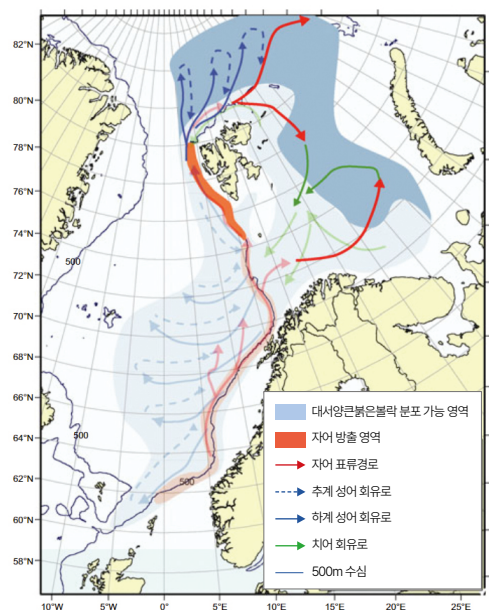 82°N
80°N
78°N
76°N
74°N
72°N
70°N
68°N
66°N
64°N
62°N
60°N
58°N
500
500
500
대서양큰붉은볼락 분포 가능 영역
자어 방출 영역
자어 표류경로
추계 성어 회유로
하계 성어 회유로
치어 회유로
500m 수심
10°W 5°W 0° 5°E 10°E 15°E 20°E 25°E